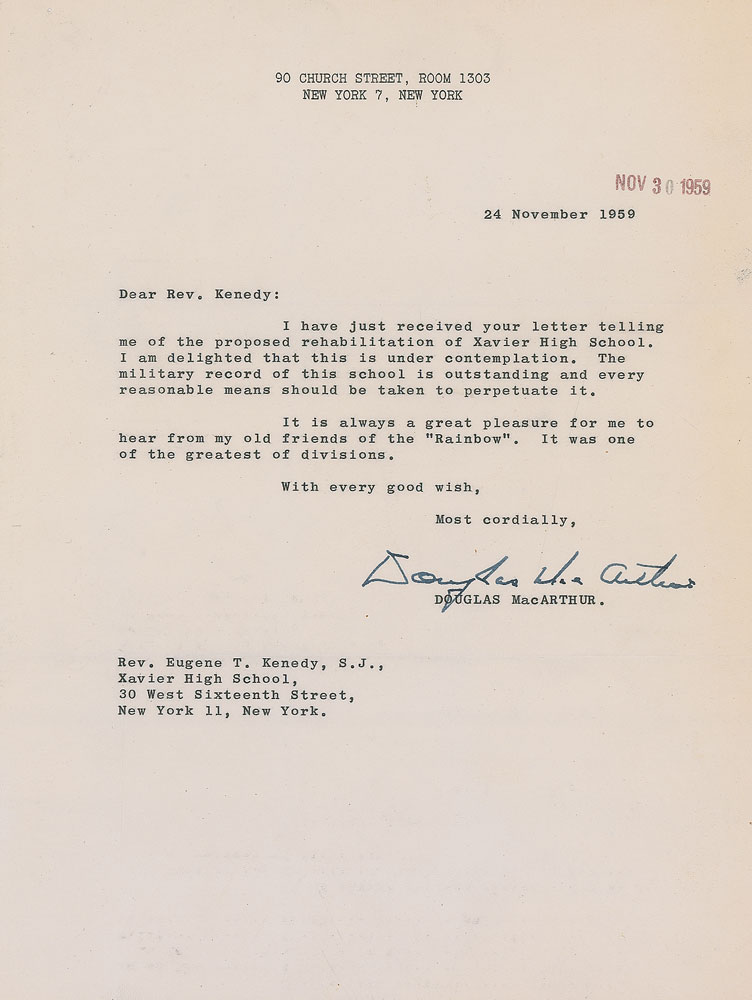 90 CHURCH STREET, ROOM 1303
NEW YORK 7, NEW YORK
NOV 30 1959
24 November 1959
Dear Rev. Kenedy:
I have just received your letter telling
me of the proposed rehabilitation of Xavier High School.
I am delighted that this is under contemplation.  The
military record of this school is outstanding and every
reasonable means should be taken to perpetuate it.
It is always a great pleasure for me to
hear from my old friends of the "Rainbow".  It was one
of the greatest of divisions.
With every good wish,
Most cordially,
Douglas MacArthur
DOUGLAS MacARTHUR.
Rev. Eugene T. Kenedy, S.J.,
Xavier High School,
30 West Sixteenth Street,
New York 11, New York.